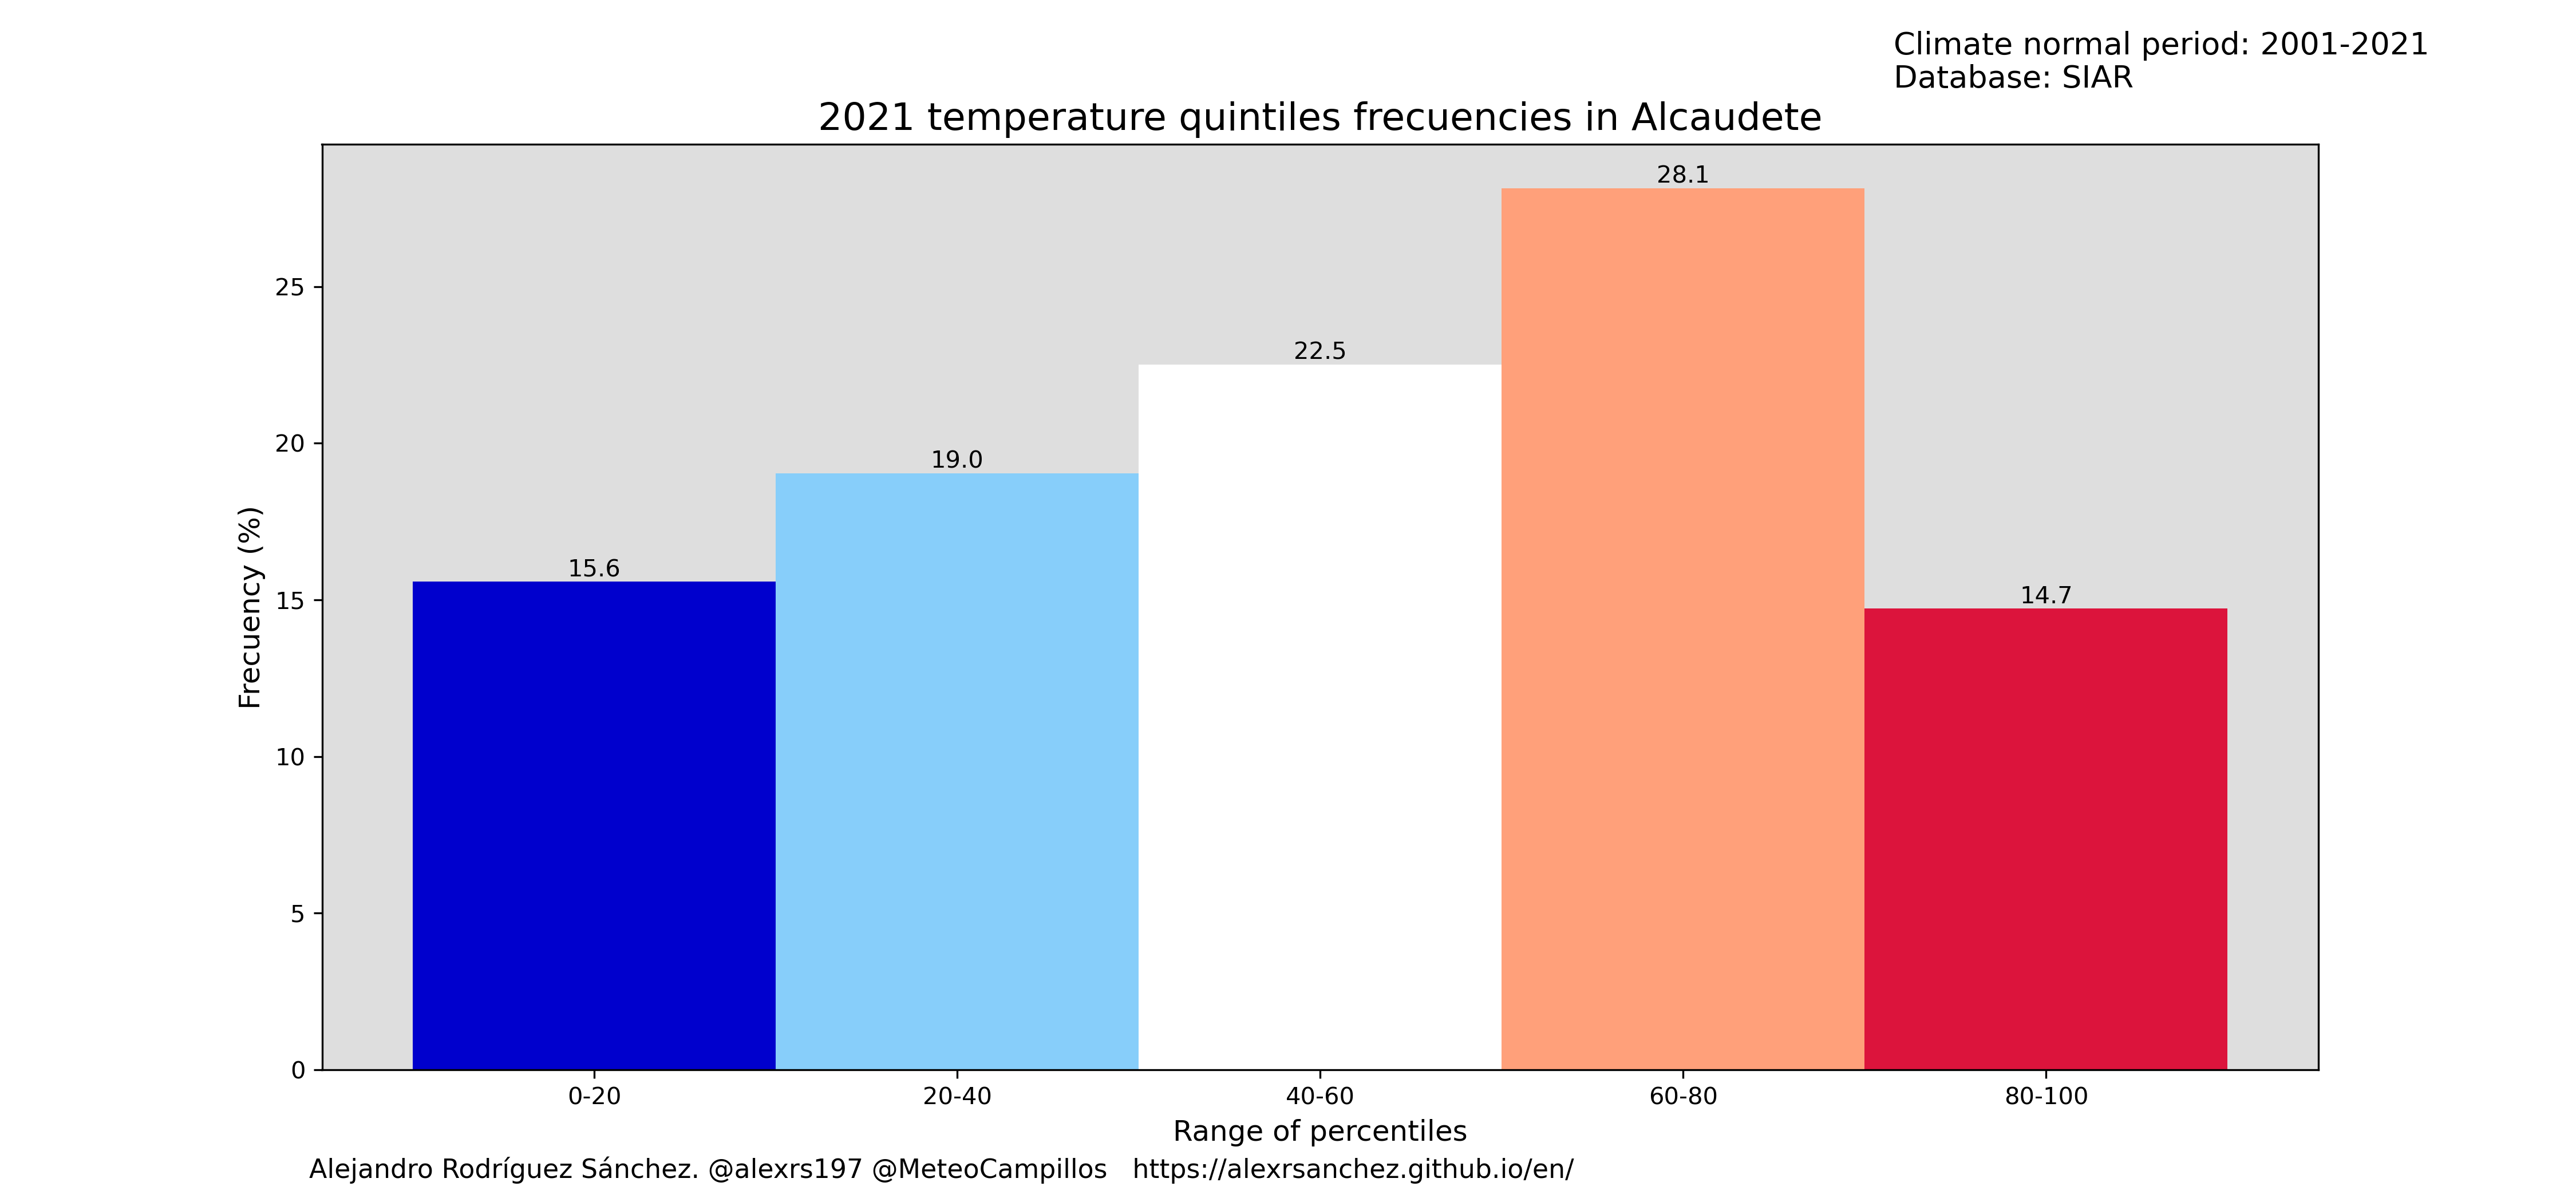 Climate normal period: 2001-2021
Database: SIAR
2021 temperature quintiles frecuencies in Alcaudete
28.1
25
22.5
20
19.0
15.6
15
14.7
10
5
0
Frecuency (%)
0-20 20-40 40-60 60-80 80-100
Range of percentiles
Alejandro Rodríguez Sánchez. @alexrs197 @MeteoCampillos https://alexrsanchez.github.io/en/